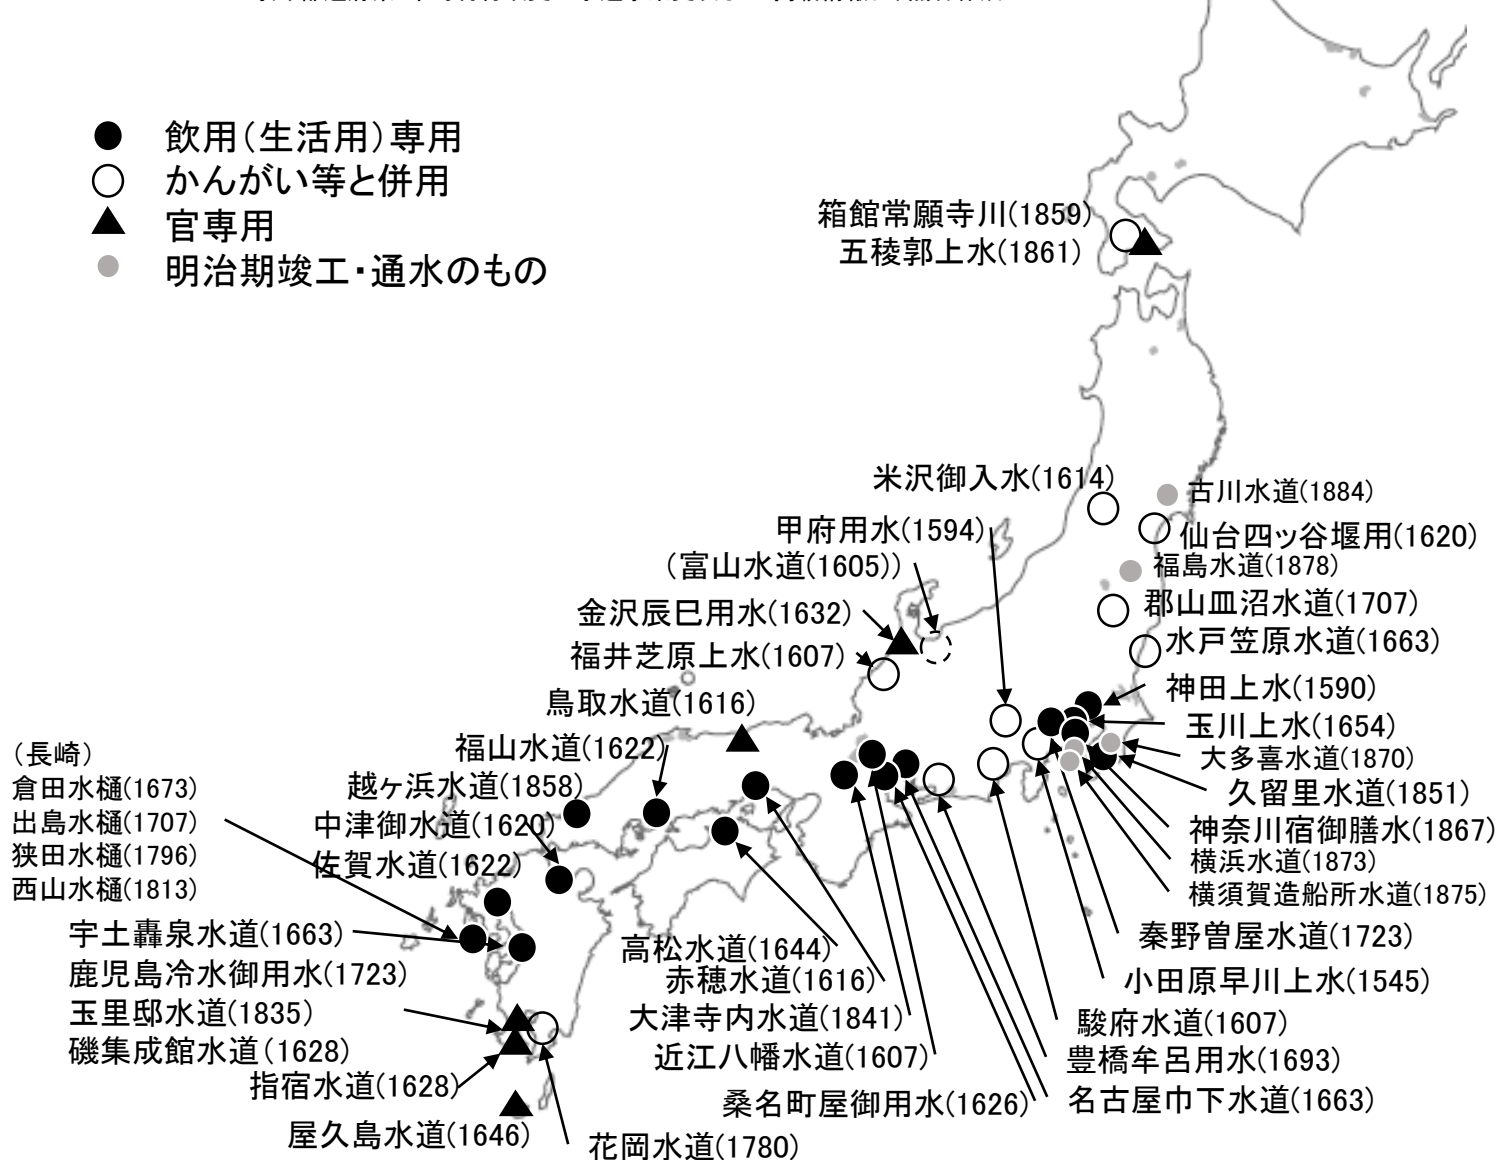 飲用(生活用)専用
かんがい等と併用
官専用
明治期竣工・通水のもの
箱館常願寺川(1859)
五稜郭上水(1861)
米沢御入水(1614)
古川水道(1884)
甲府用水(1594)
仙台四ッ谷堰用(1620)
(富山水道(1605))
福島水道(1878)
金沢辰巳用水(1632)
郡山皿沼水道(1707)
福井芝原上水(1607)
水戸笠原水道(1663)
鳥取水道(1616)
神田上水(1590)
玉川上水(1654)
福山水道(1622)
大多喜水道(1870)
越ヶ浜水道(1858)
久留里水道(1851)
中津御水道(1620)
神奈川宿御膳水(1867)
佐賀水道(1622)
横浜水道(1873)
横須賀造船所水道(1875)
(長崎)
倉田水樋(1673)
出島水樋(1707)
狭田水樋(1796)
西山水樋(1813)
宇土轟泉水道(1663)
鹿児島冷水御用水(1723)
玉里邸水道(1835)
磯集成館水道(1628)
指宿水道(1628)
屋久島水道(1646)
花岡水道(1780)
高松水道(1644)
赤穂水道(1616)
大津寺内水道(1841)
近江八幡水道(1607)
桑名町屋御用水(1626)
秦野曽屋水道(1723)
小田原早川上水(1545)
駿府水道(1607)
豊橋牟呂用水(1693)
名古屋巾下水道(1663)